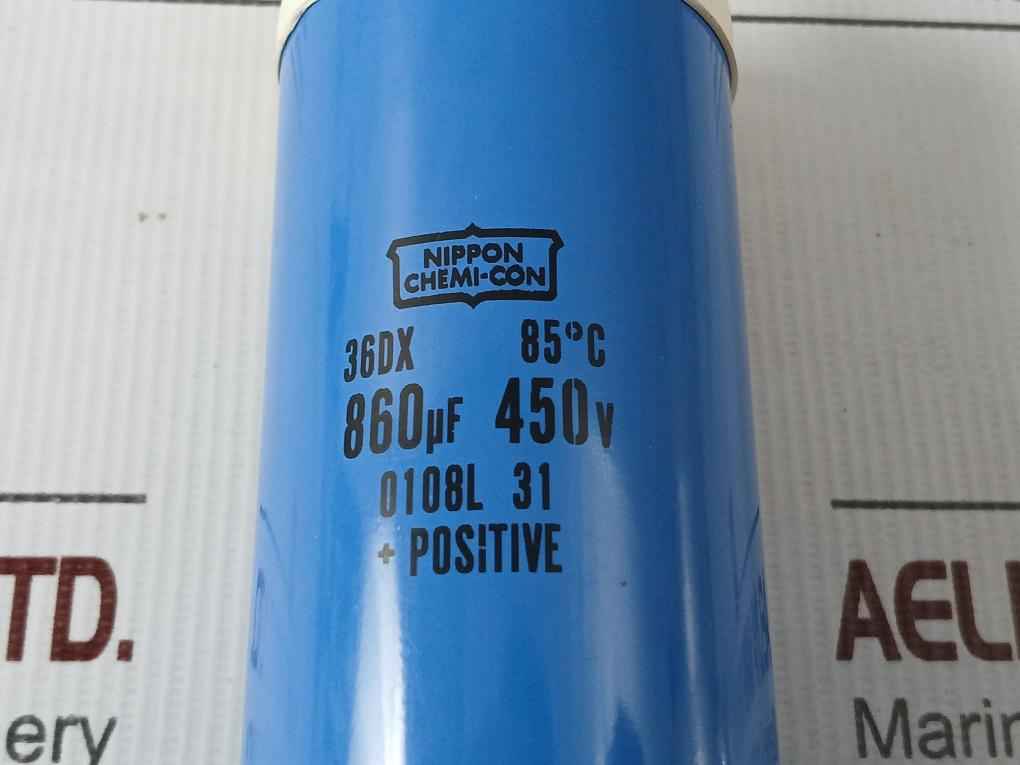 NIPPON
CHEMI-CON
36DX 85°C
860µF 450V
0108L 31
+ POSITIVE
TD.
ery
AEL
Marin